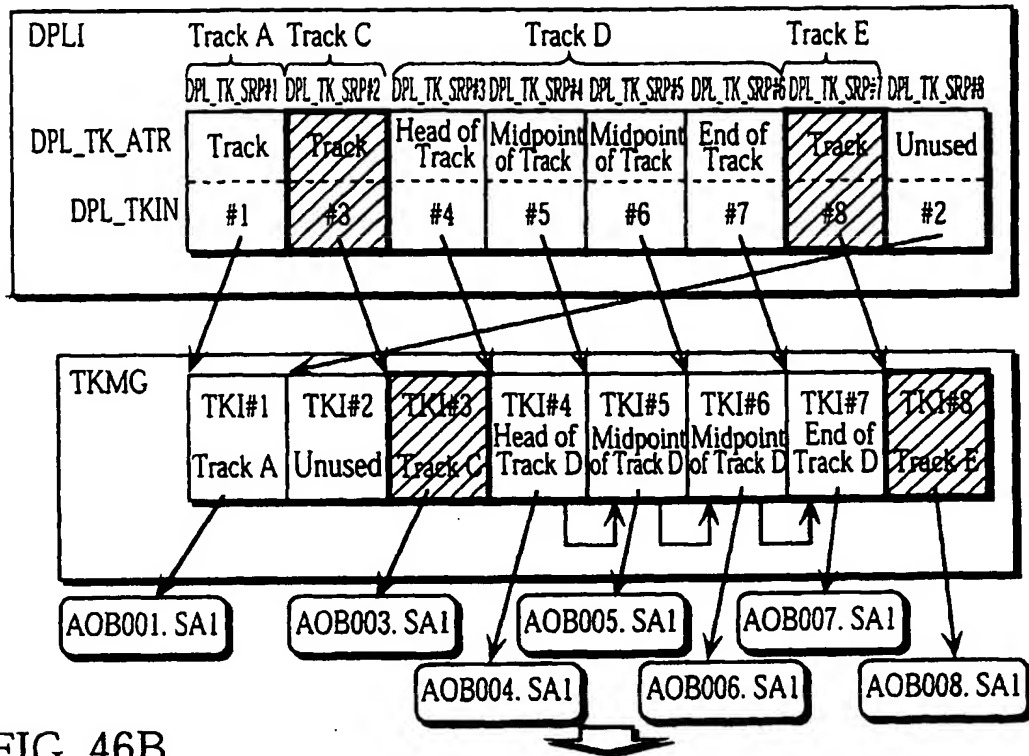 DPLI
Track A Track C Track D Track E
DPL_TK_SRP#1 DPL_TK_SRP#2 DPL_TK_SRP#3 DPL_TK_SRP#4 DPL_TK_SRP#5 DPL_TK_SRP#6 DPL_TK_SRP#7 DPL_TK_SRP#8
DPL_TK_ATR
Track Track Head of Track Midpoint of Track Midpoint of Track End of Track Track Unused
DPL_TKIN #1 #3 #4 #5 #6 #7 #8 #2
TKMG
TKI#1 TKI#2 TKI#3 TKI#4 TKI#5 TKI#6 TKI#7 TKI#8
Track A Unused Track C Head of Track D Midpoint of Track D Midpoint of Track D End of Track D Track E
AOB001. SA1 AOB003. SA1 AOB005. SA1 AOB007. SA1
AOB004. SA1 AOB006. SA1 AOB008. SA1
FIG. 46B